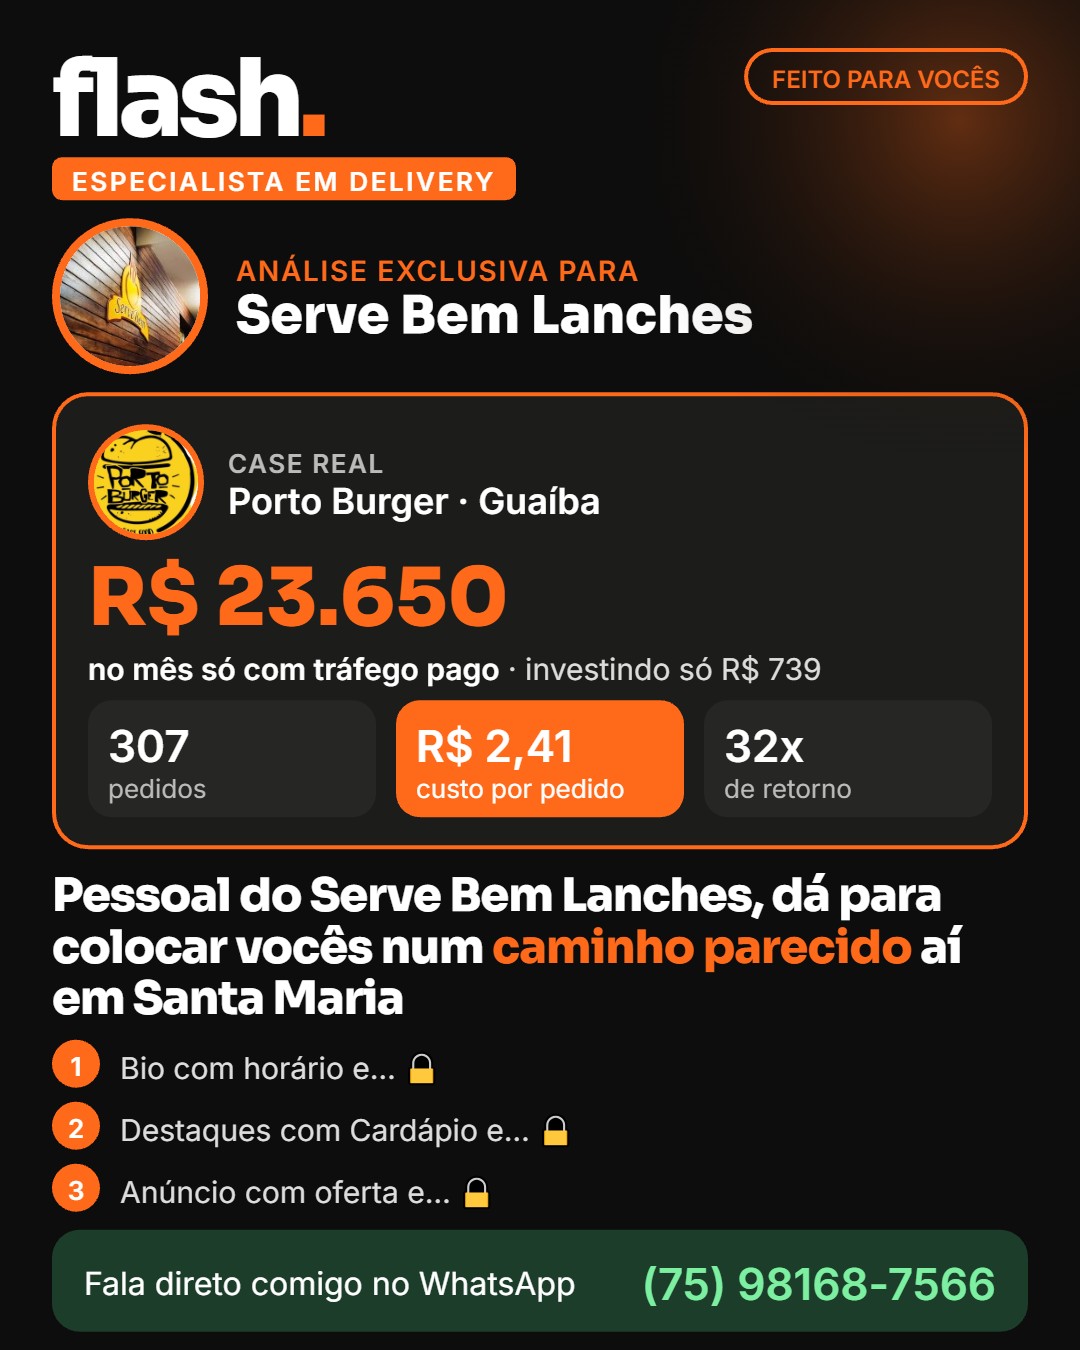 flash.
FEITO PARA VOCÊS
ESPECIALISTA EM DELIVERY
ANÁLISE EXCLUSIVA PARA
Serve Bem Lanches
PORTO
BURGER
CASE REAL
Porto Burger · Guaíba
R$ 23.650
no mês só com tráfego pago · investindo só R$ 739
307
pedidos
R$ 2,41
custo por pedido
32x
de retorno
Pessoal do Serve Bem Lanches, dá para
colocar vocês num caminho parecido aí
em Santa Maria
1 Bio com horário e... 🔒
2 Destaques com Cardápio e... 🔒
3 Anúncio com oferta e... 🔒
Fala direto comigo no WhatsApp (75) 98168-7566